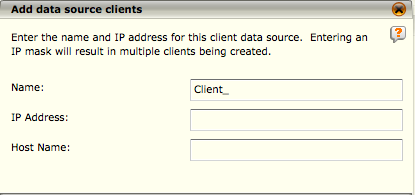 Add data source clients
Enter the name and IP address for this client data source. Entering an
IP mask will result in multiple clients being created.
?
Name:
Client_
IP Address:
Host Name: